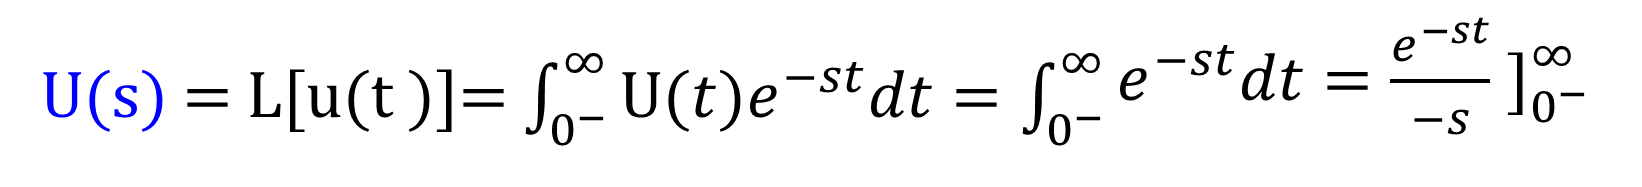 U(s) = L[u(t )]= ∫₀₋^∞ U(t)e^{−st}dt = ∫₀₋^∞ e^{−st}dt = \frac{e^{−st}}{−s} ]₀₋^∞